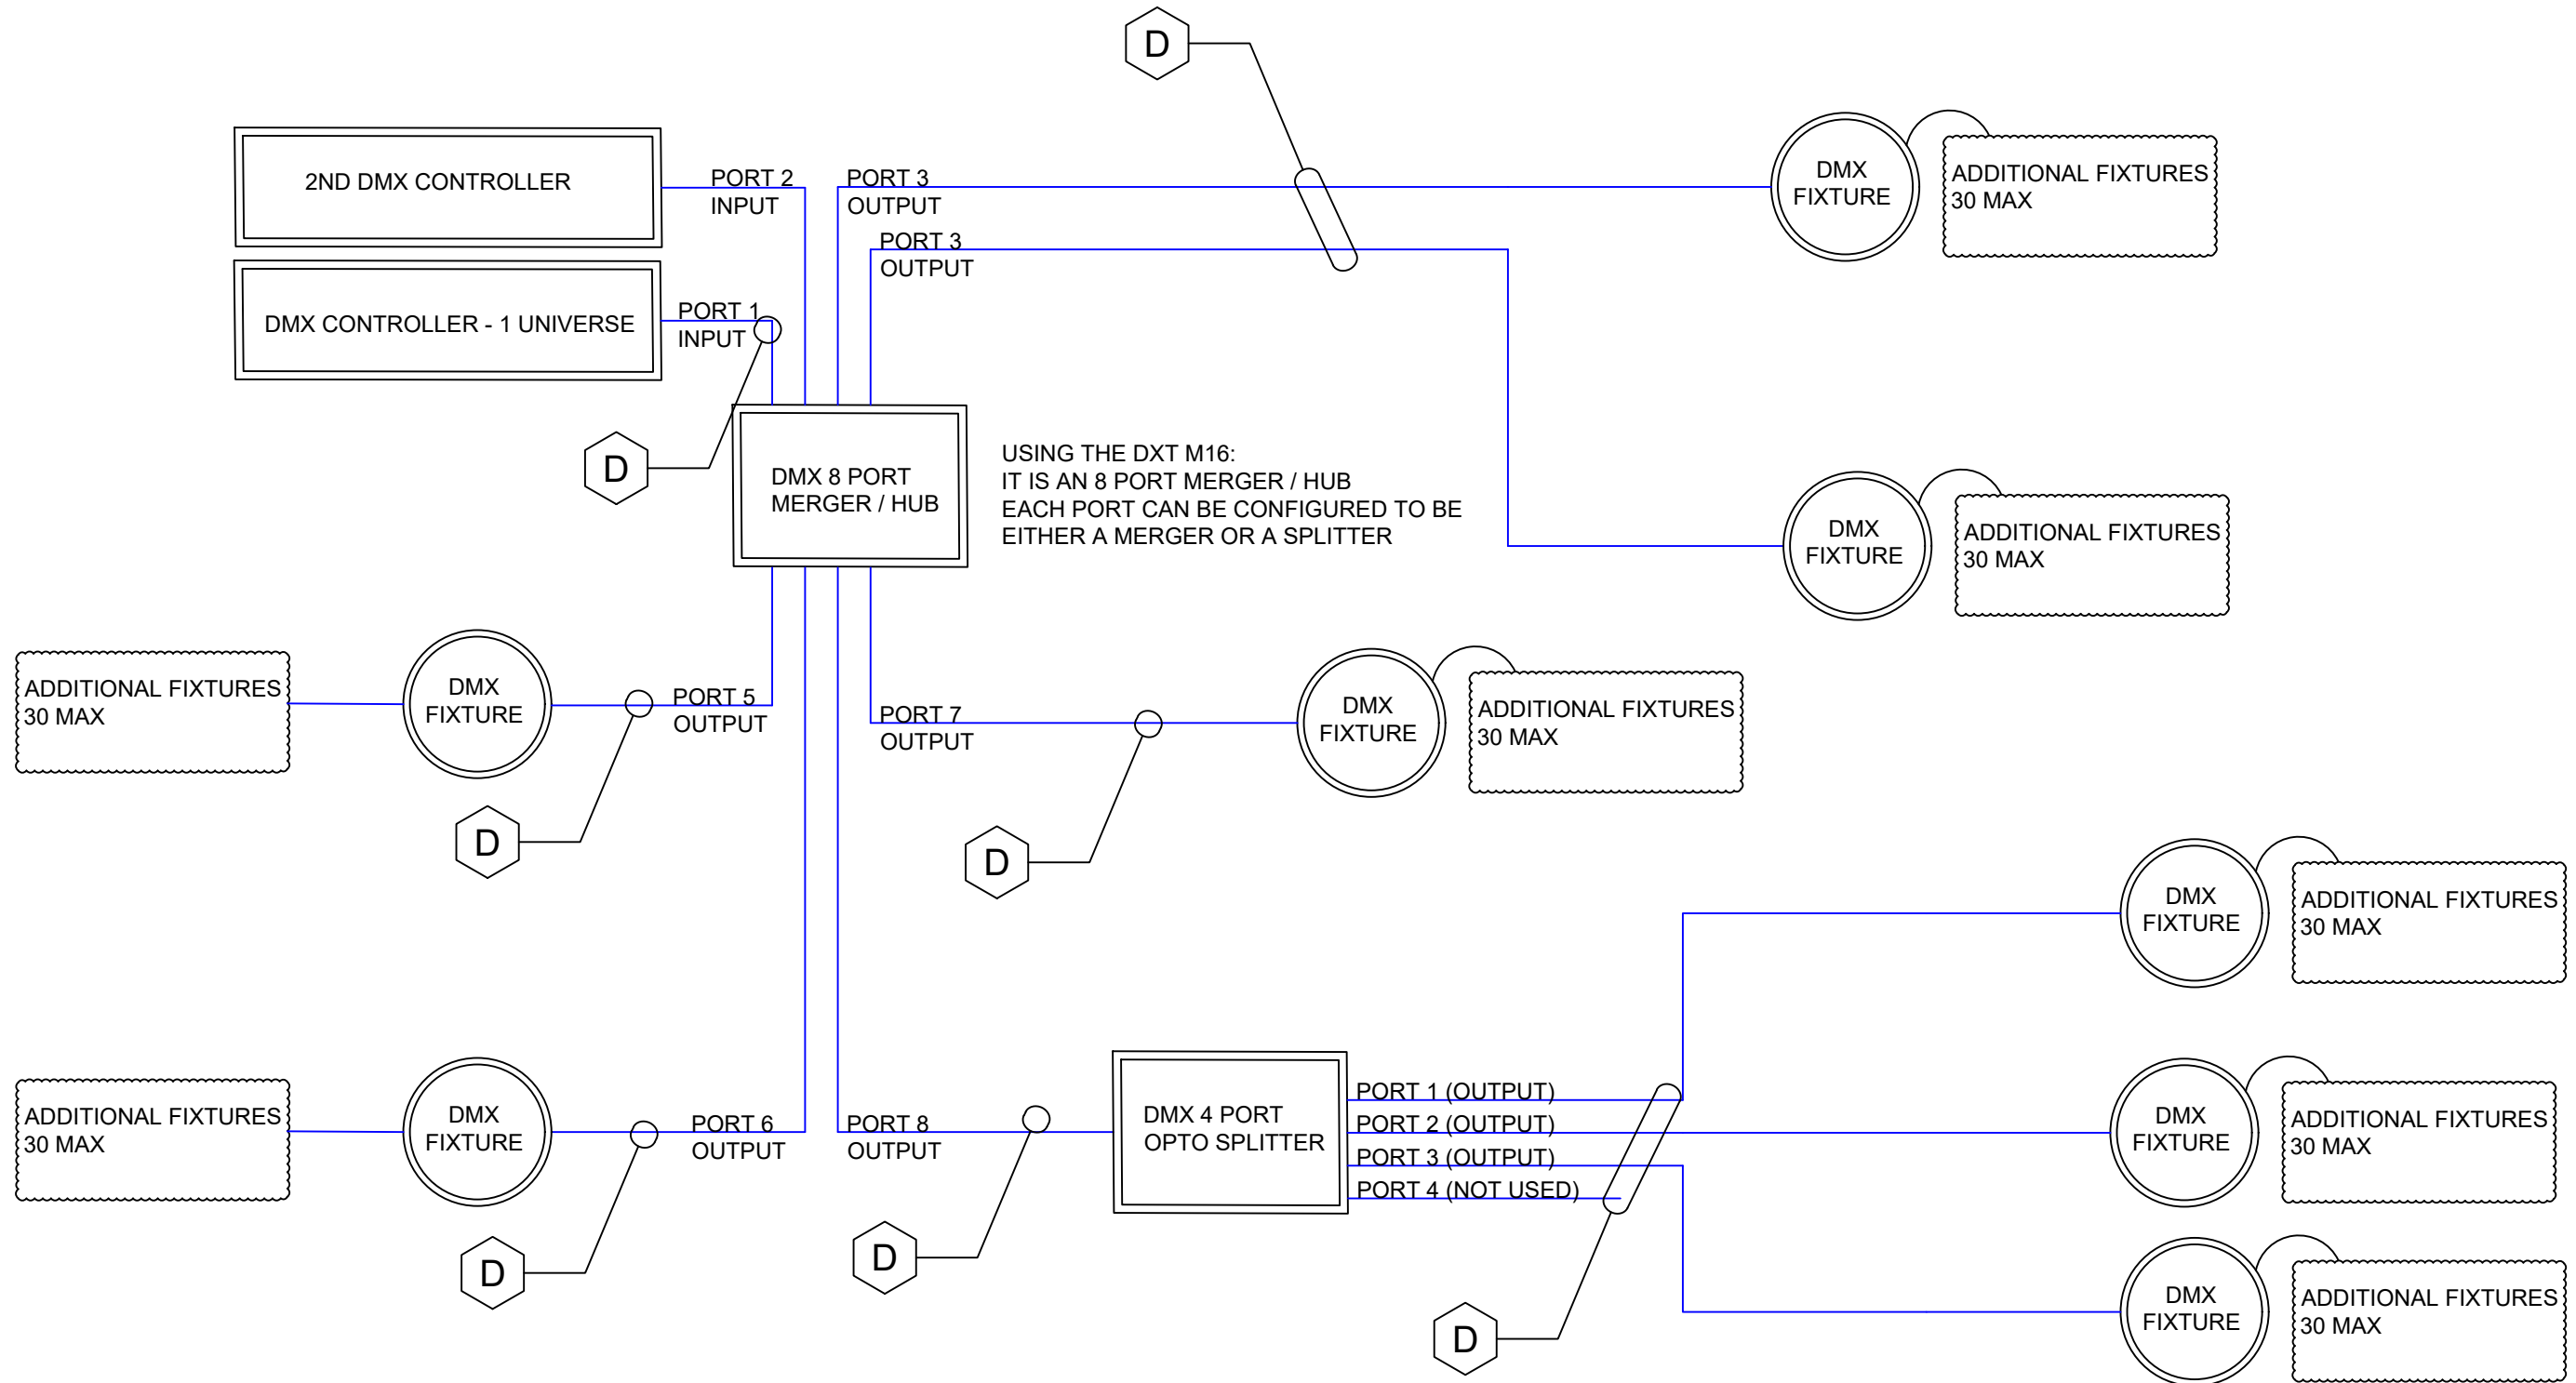 D
2ND DMX CONTROLLER
PORT 2
INPUT
PORT 3
OUTPUT
DMX
FIXTURE
ADDITIONAL FIXTURES
30 MAX
PORT 3
OUTPUT
DMX CONTROLLER - 1 UNIVERSE
PORT 1
INPUT
D
DMX 8 PORT
MERGER / HUB
USING THE DXT M16:
IT IS AN 8 PORT MERGER / HUB
EACH PORT CAN BE CONFIGURED TO BE
EITHER A MERGER OR A SPLITTER
DMX
FIXTURE
ADDITIONAL FIXTURES
30 MAX
ADDITIONAL FIXTURES
30 MAX
DMX
FIXTURE
PORT 5
OUTPUT
D
PORT 7
OUTPUT
DMX
FIXTURE
ADDITIONAL FIXTURES
30 MAX
D
DMX
FIXTURE
ADDITIONAL FIXTURES
30 MAX
ADDITIONAL FIXTURES
30 MAX
DMX
FIXTURE
PORT 6
OUTPUT
D
PORT 8
OUTPUT
D
DMX 4 PORT
OPTO SPLITTER
PORT 1 (OUTPUT)
PORT 2 (OUTPUT)
PORT 3 (OUTPUT)
PORT 4 (NOT USED)
D
DMX
FIXTURE
ADDITIONAL FIXTURES
30 MAX
DMX
FIXTURE
ADDITIONAL FIXTURES
30 MAX